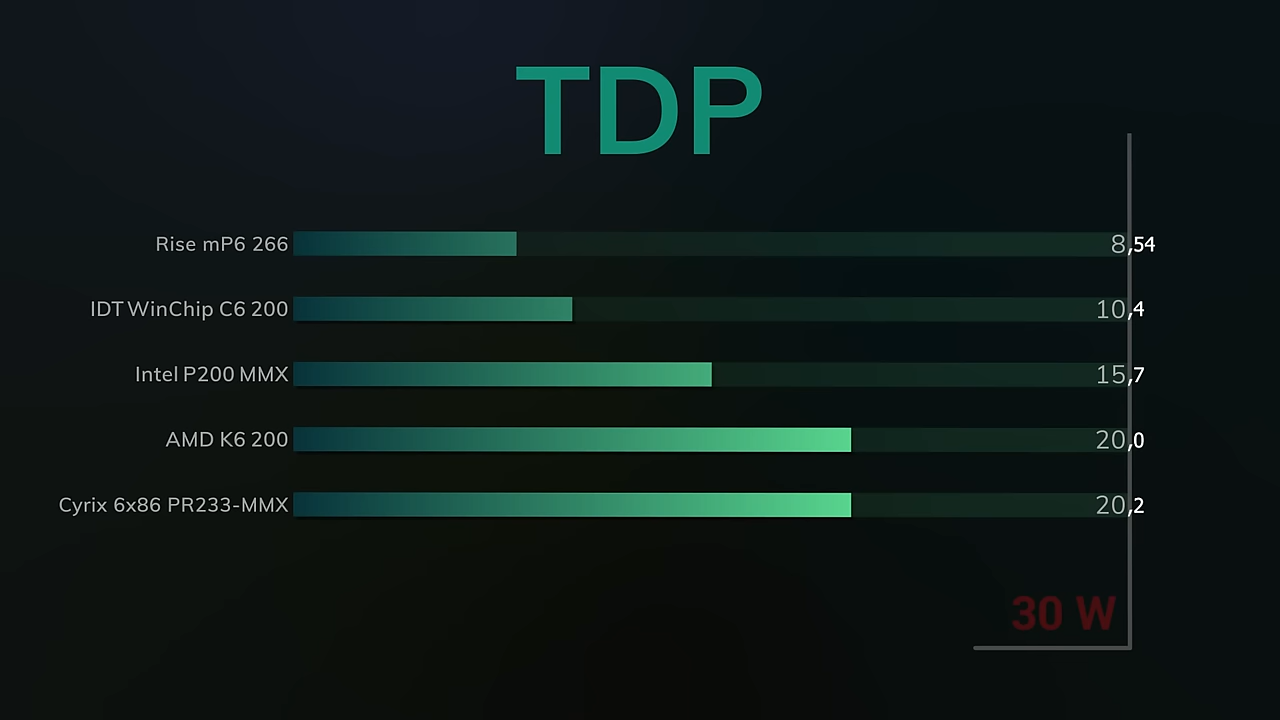 TDP
Rise mP6 266 8,54
IDT WinChip C6 200 10,4
Intel P200 MMX 15,7
AMD K6 200 20,0
Cyrix 6x86 PR233-MMX 20,2
30 W